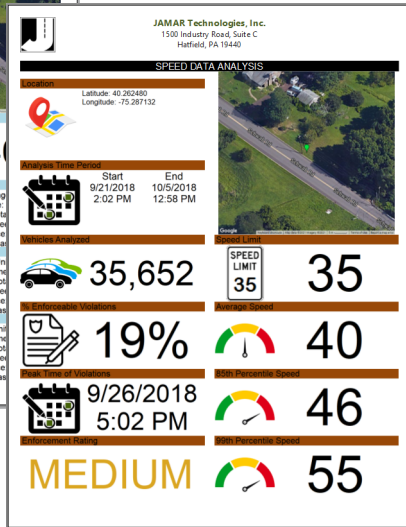 JAMAR Technologies, Inc.
1500 Industry Road, Suite C
Hatfield, PA 19440
SPEED DATA ANALYSIS
Location
Latitude: 40.262480
Longitude: -75.287132
Analysis Time Period
Start End
9/21/2018 10/5/2018
2:02 PM 12:58 PM
Google
Vehicles Analyzed
35,652
Speed Limit
SPEED
LIMIT
35
35
% Enforceable Violations
19%
Average Speed
40
Peak Time of Violations
9/26/2018
5:02 PM
85th Percentile Speed
46
Enforcement Rating
MEDIUM
99th Percentile Speed
55